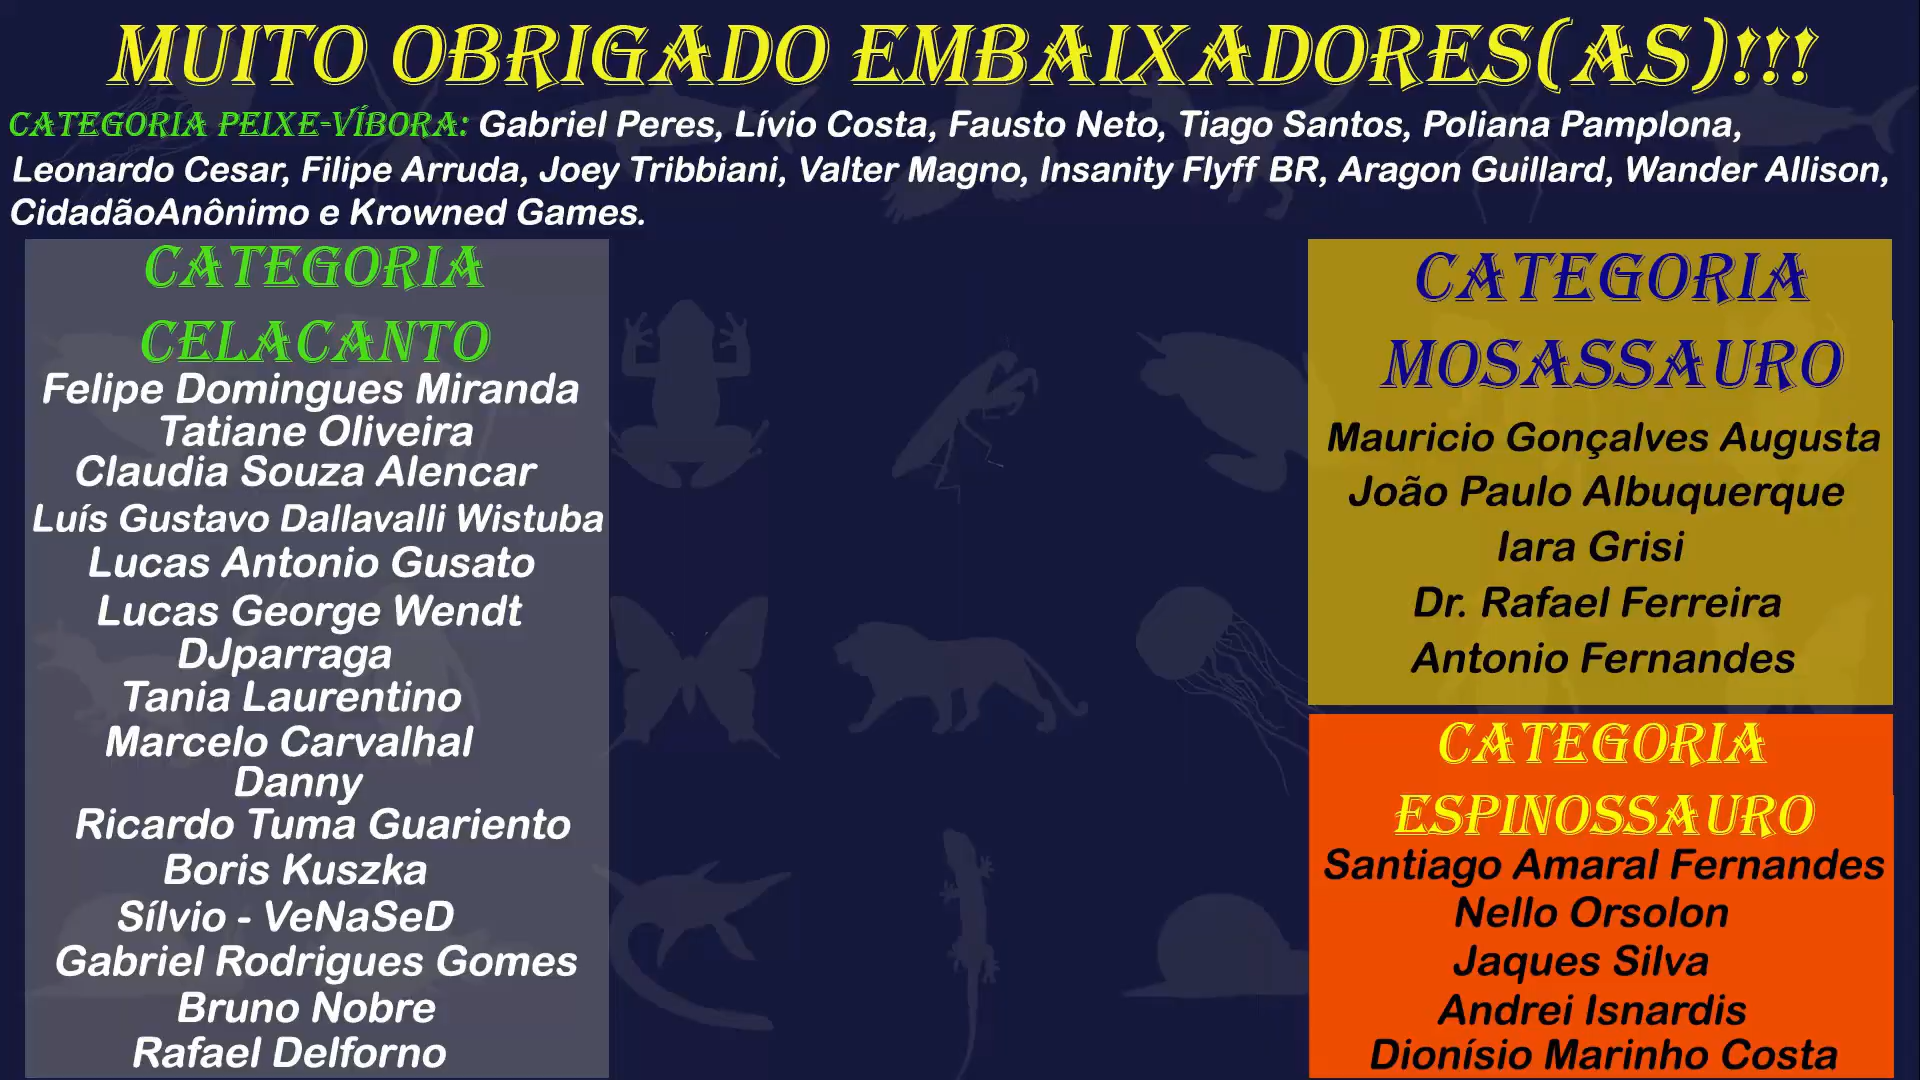 MUITO OBRIGADO EMBAIXADORES(AS)!!!
CATEGORIA PEIXE-VÍBORA: Gabriel Peres, Lívio Costa, Fausto Neto, Tiago Santos, Poliana Pamplona,
Leonardo Cesar, Filipe Arruda, Joey Tribbiani, Valter Magno, Insanity Flyff BR, Aragon Guillard, Wander Allison,
CidadãoAnônimo e Krowned Games.
CATEGORIA
CELACANTO
Felipe Domingues Miranda
Tatiane Oliveira
Claudia Souza Alencar
Luís Gustavo Dallavalli Wistuba
Lucas Antonio Gusato
Lucas George Wendt
DJparraga
Tania Laurentino
Marcelo Carvalhal
Danny
Ricardo Tuma Guariento
Boris Kuszka
Sílvio - VeNaSeD
Gabriel Rodrigues Gomes
Bruno Nobre
Rafael Delforno
CATEGORIA
MOSASSAURO
Mauricio Gonçalves Augusta
João Paulo Albuquerque
Iara Grisi
Dr. Rafael Ferreira
Antonio Fernandes
CATEGORIA
ESPINOSSAURO
Santiago Amaral Fernandes
Nello Orsolon
Jaques Silva
Andrei Isnardis
Dionísio Marinho Costa